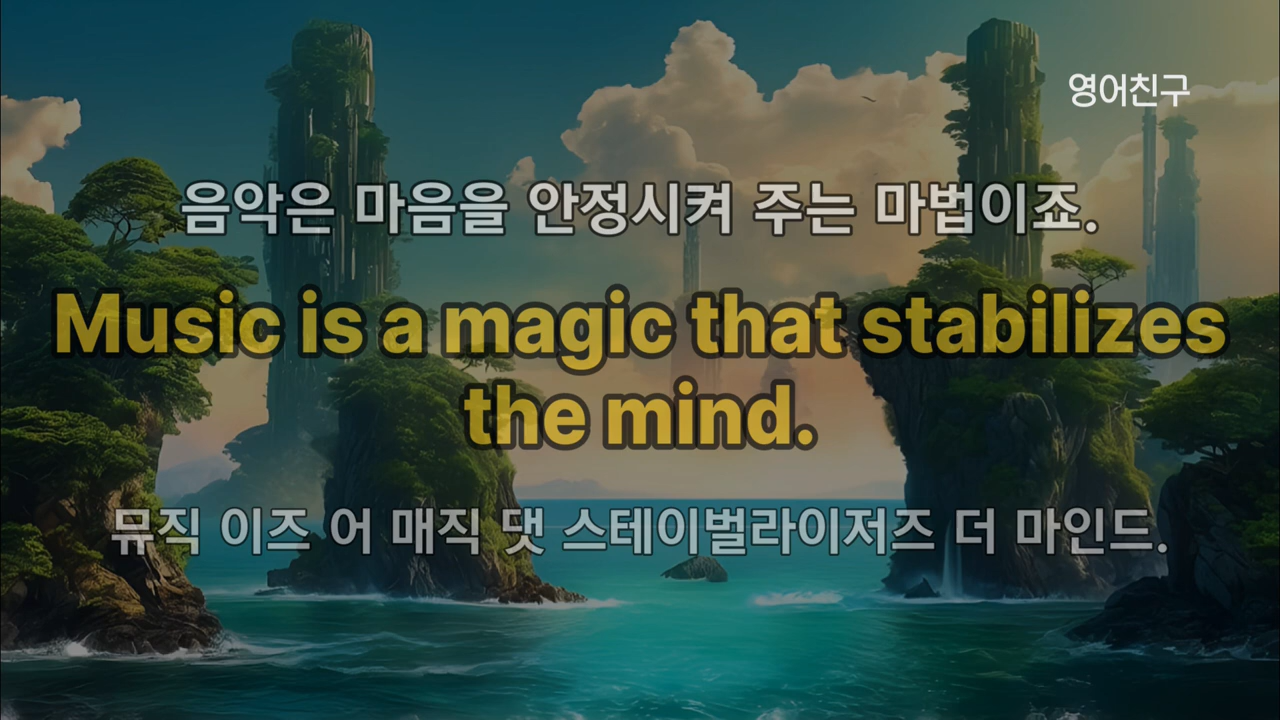 영어친구
음악은 마음을 안정시켜 주는 마법이죠.
Music is a magic that stabilizes
the mind.
뮤직 이즈 어 매직 댓 스테이벌라이저즈 더 마인드.